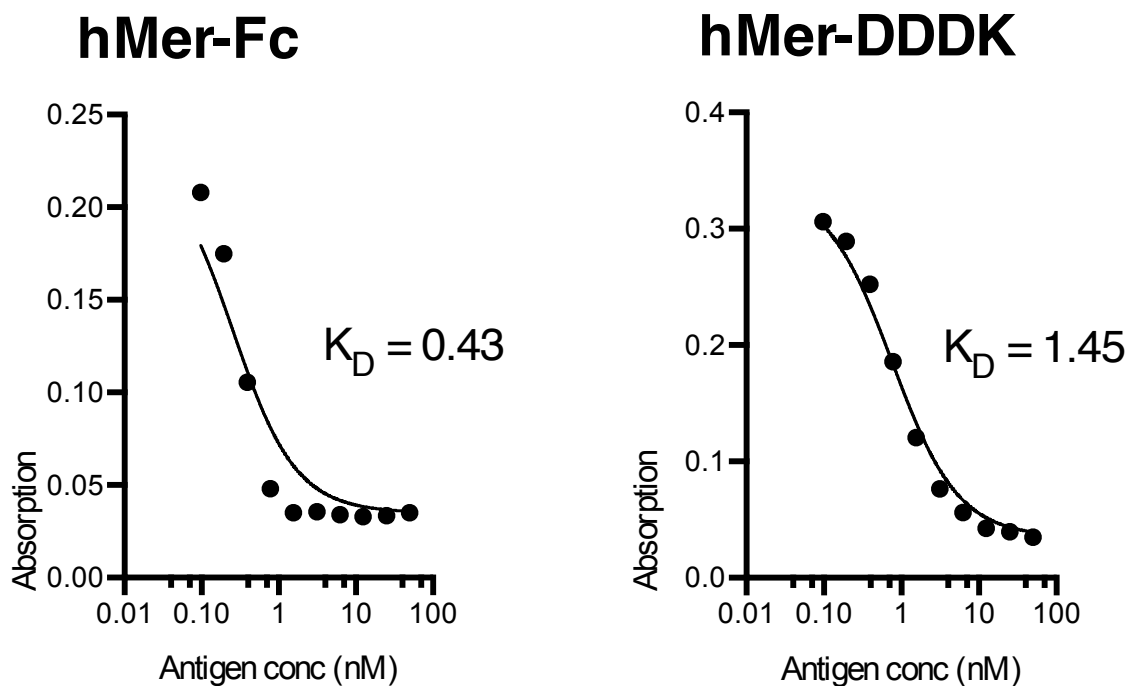 hMer-Fc
0.25
0.20
0.15
0.10
0.05
0.00
Absorption
K_D = 0.43
0.01 0.10 1 10 100
Antigen conc (nM)
hMer-DDDK
0.4
0.3
0.2
0.1
0.0
Absorption
K_D = 1.45
0.01 0.10 1 10 100
Antigen conc (nM)